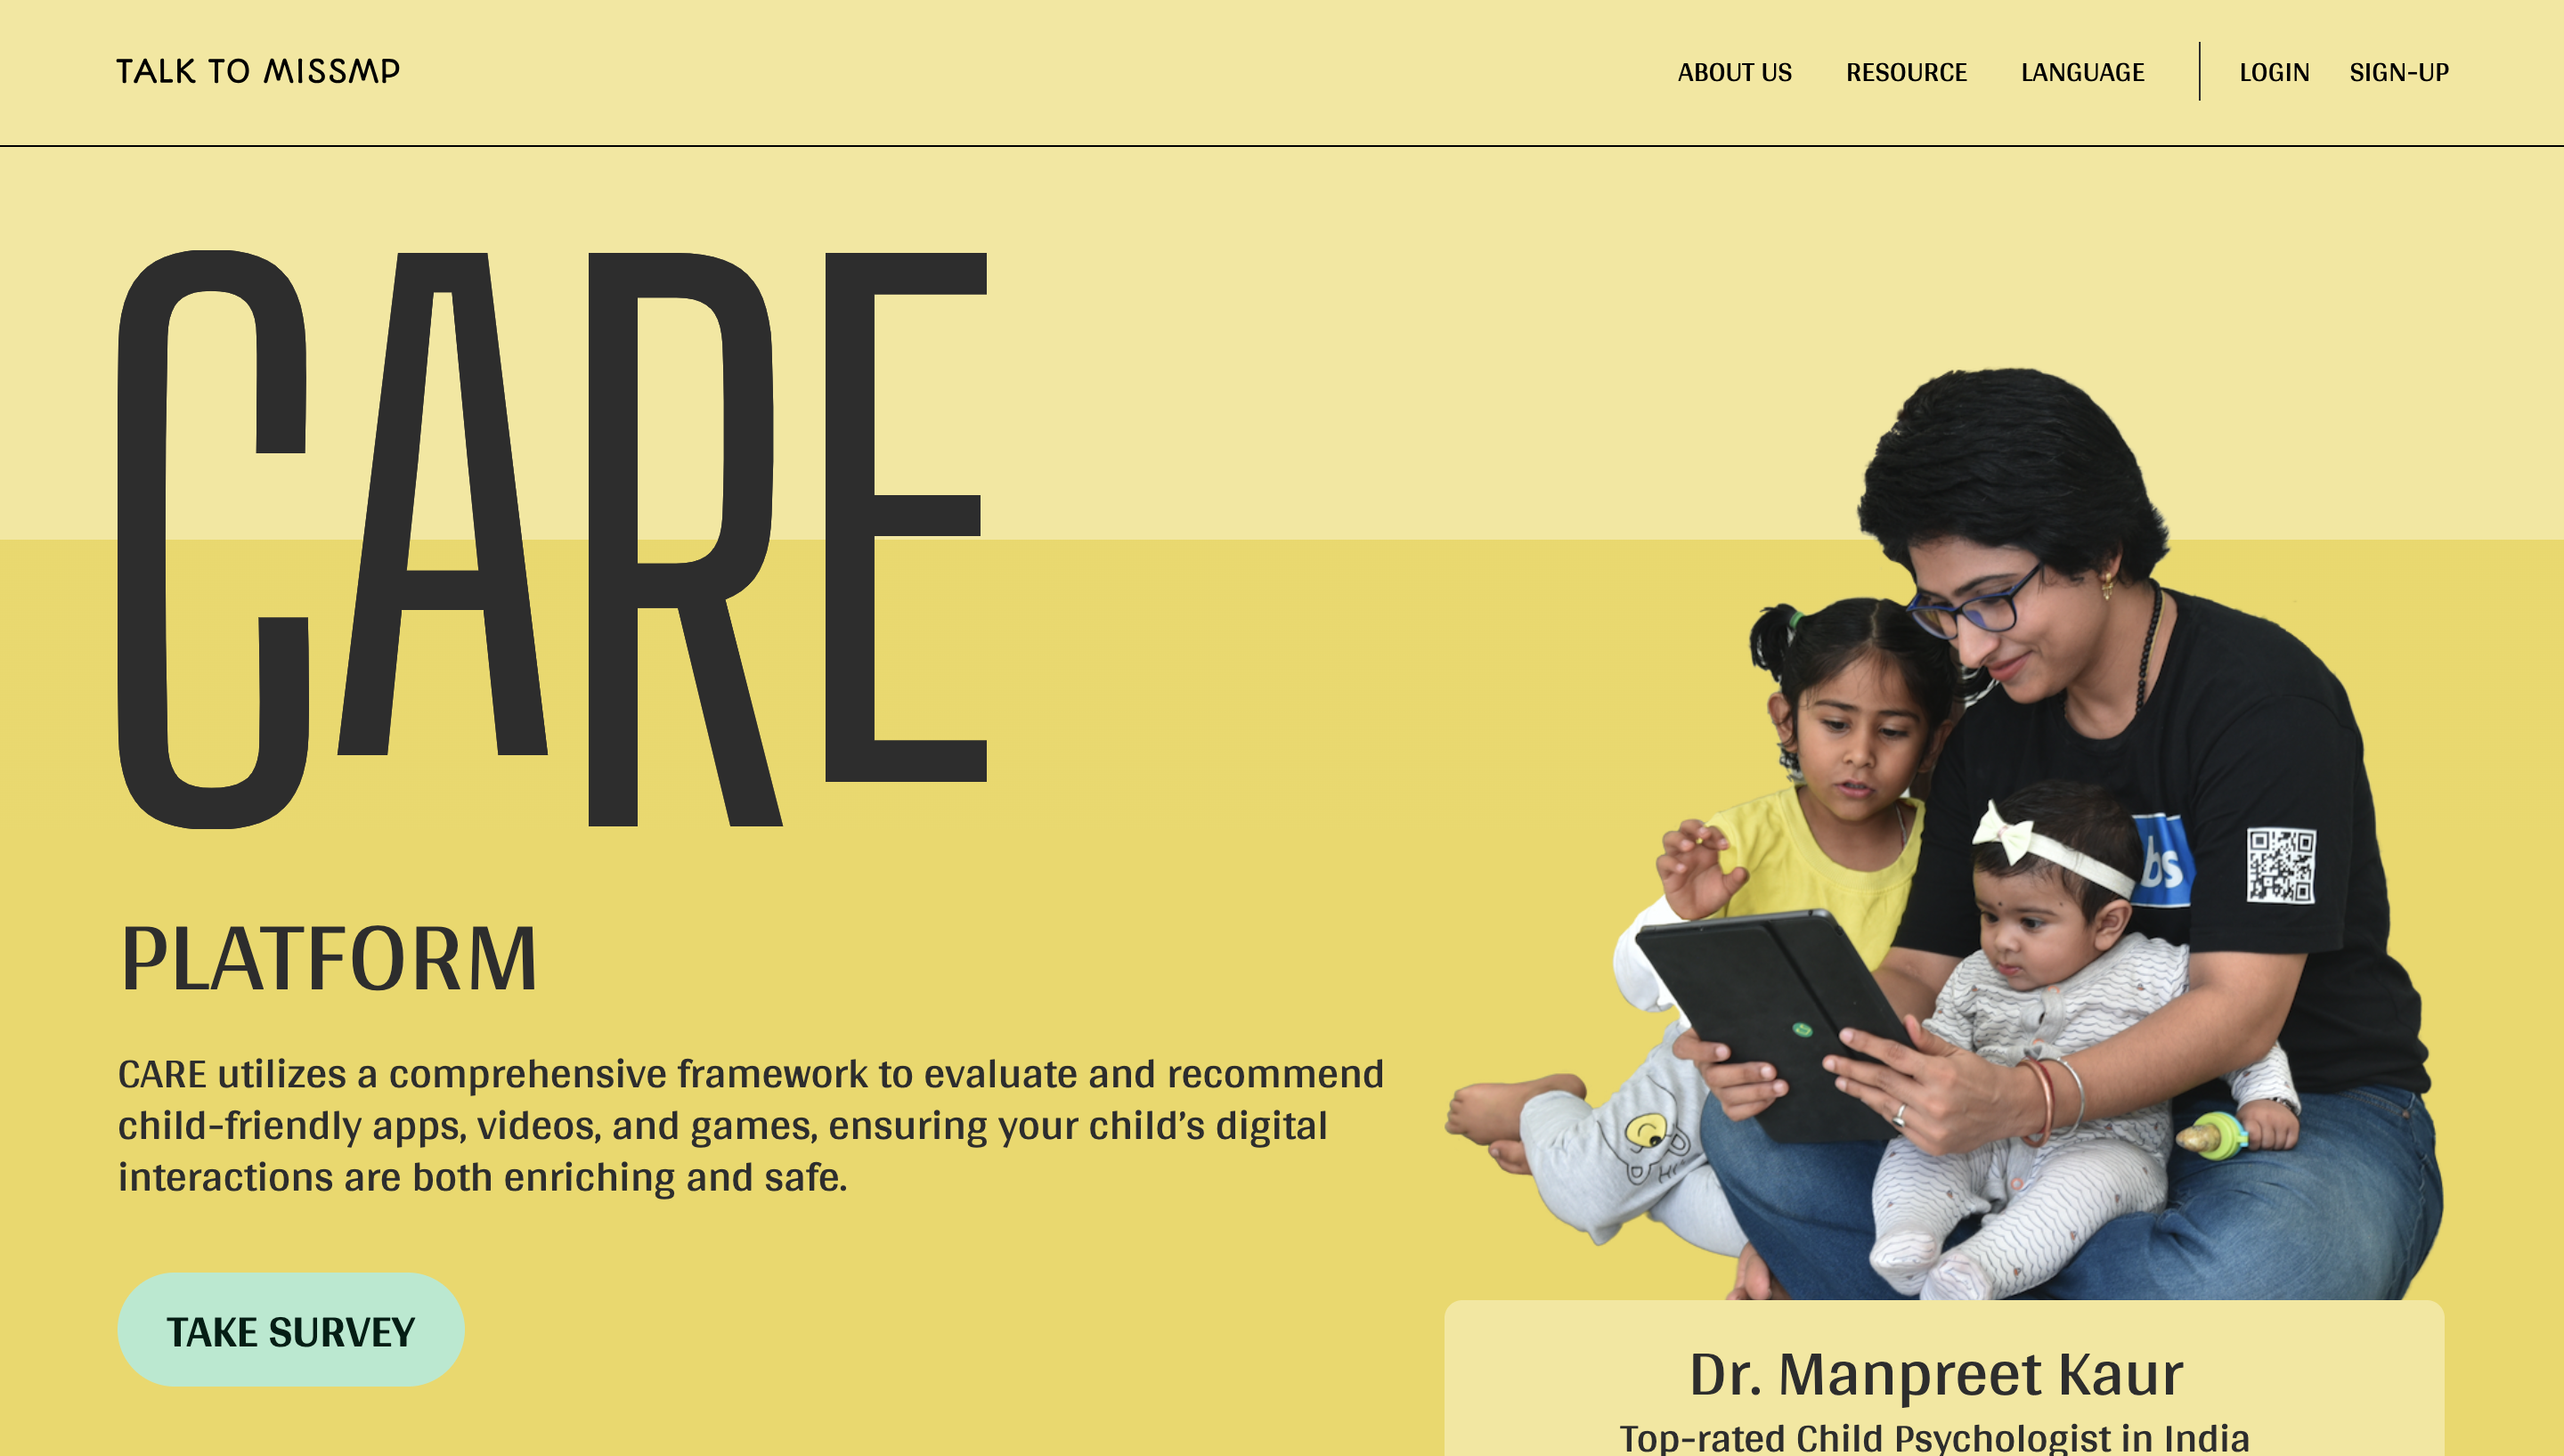 TALK TO MISSMP
ABOUT US
RESOURCE
LANGUAGE
LOGIN
SIGN-UP
CARE
PLATFORM
CARE utilizes a comprehensive framework to evaluate and recommend
child-friendly apps, videos, and games, ensuring your child’s digital
interactions are both enriching and safe.
TAKE SURVEY
bs
Dr. Manpreet Kaur
Top-rated Child Psychologist in India